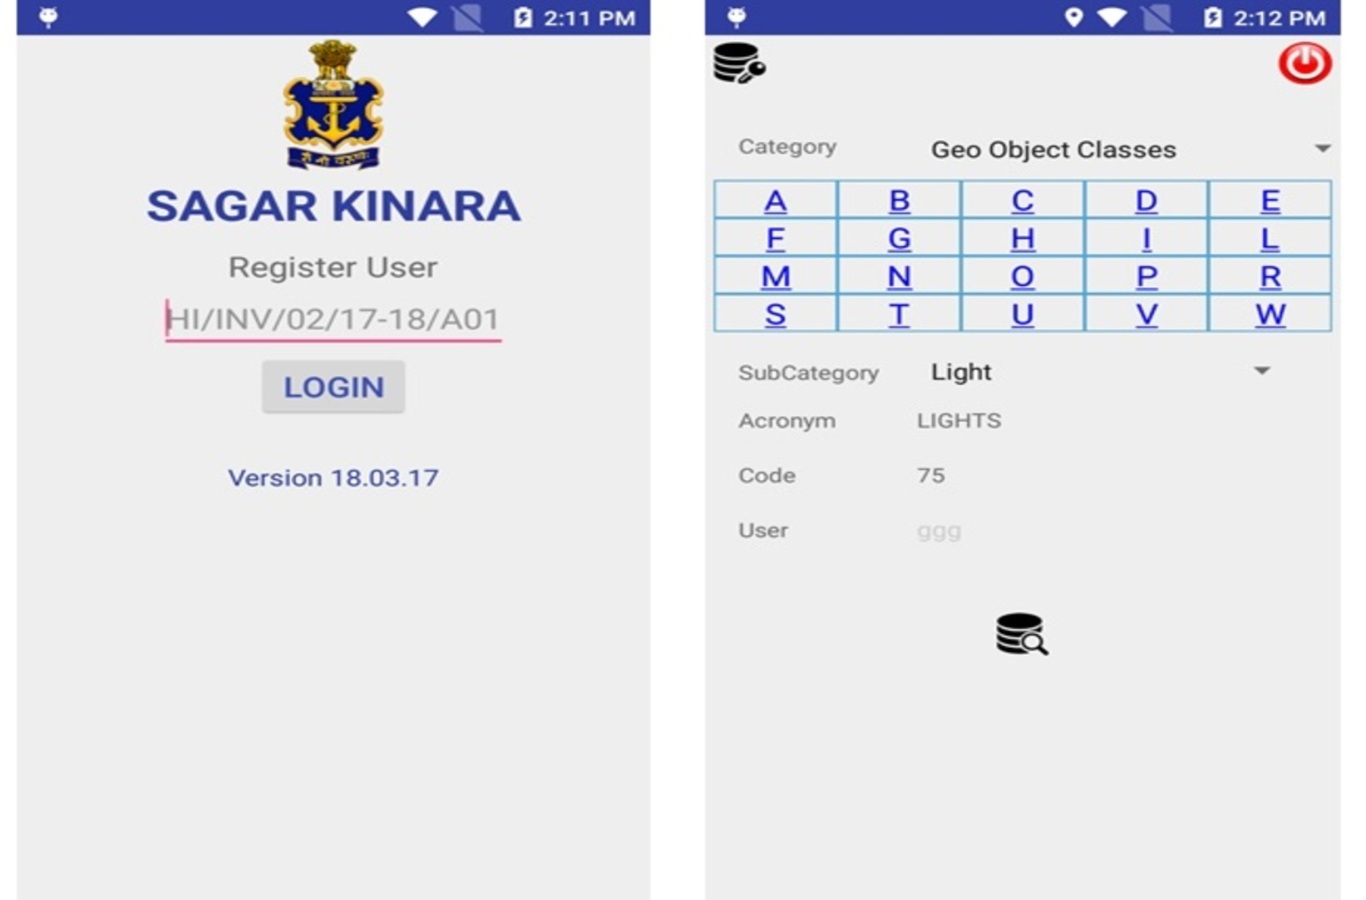 2:11 PM
शं नो वरुणः
SAGAR KINARA
Register User
HI/INV/02/17-18/A01
LOGIN
Version 18.03.17
2:12 PM
Category Geo Object Classes
A B C D E
F G H I L
M N O P R
S T U V W
SubCategory Light
Acronym LIGHTS
Code 75
User ggg